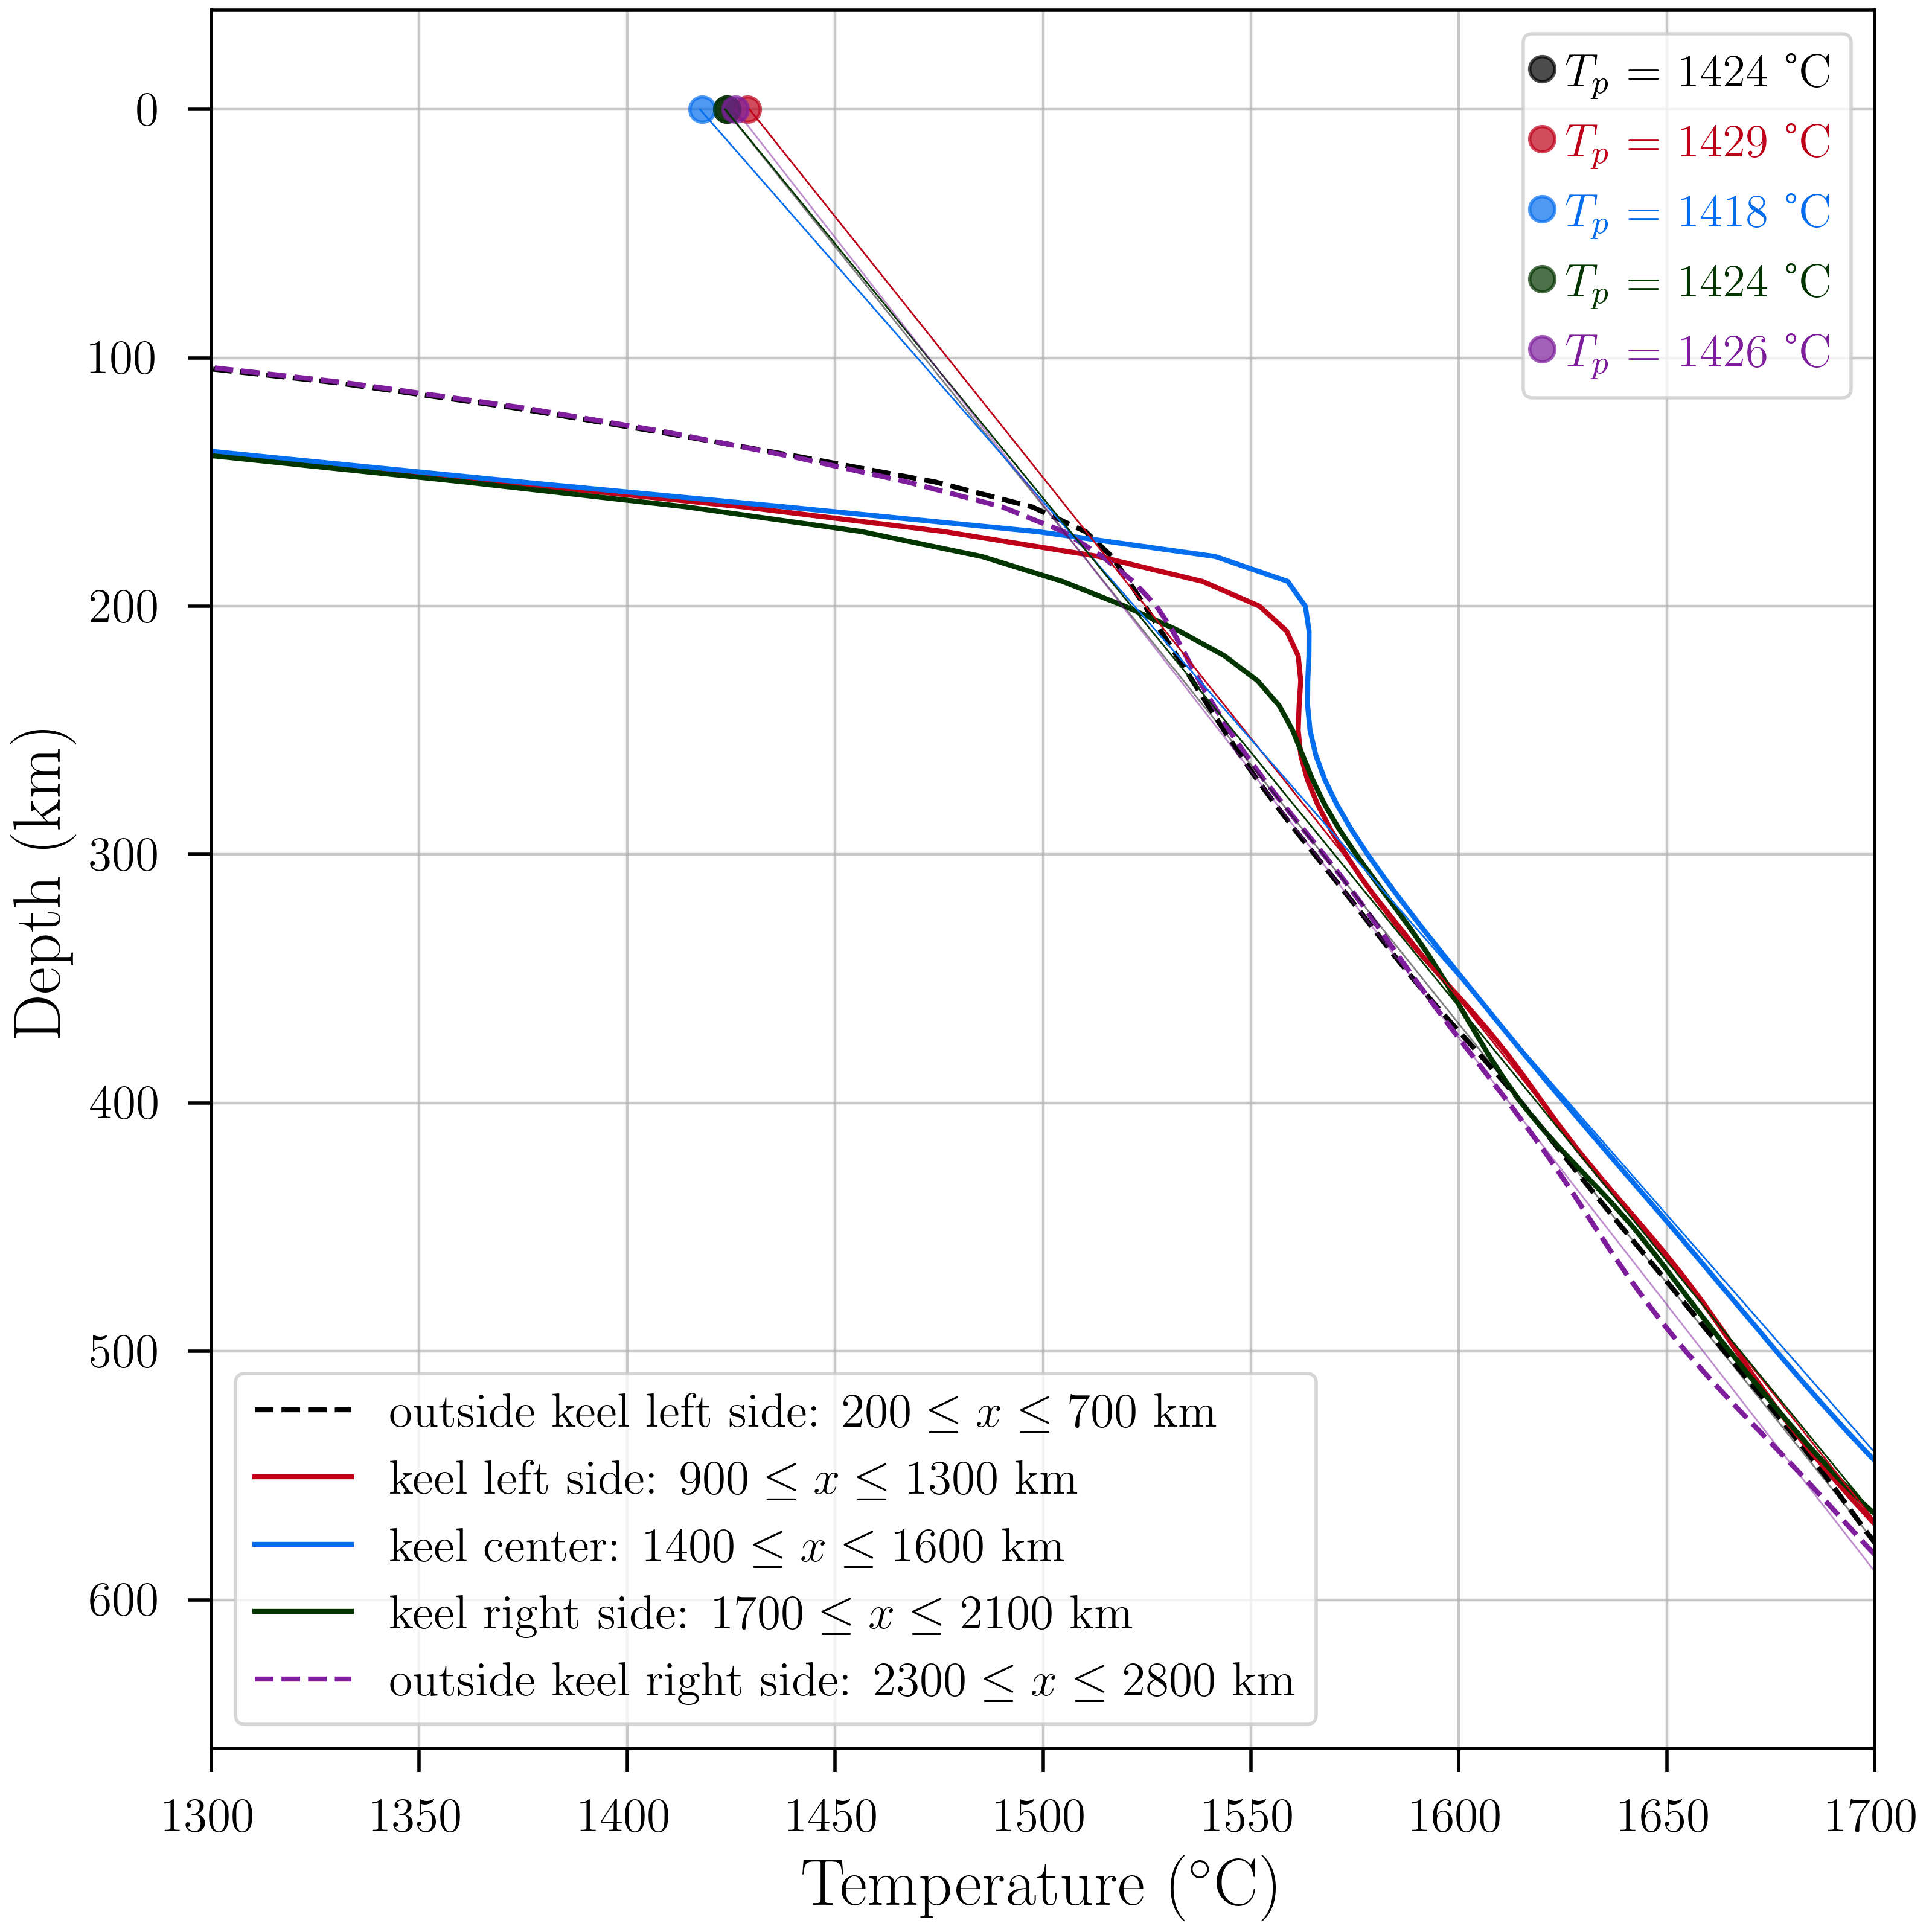 T_p = 1424 °C
T_p = 1429 °C
T_p = 1418 °C
T_p = 1424 °C
T_p = 1426 °C
0
100
200
300
400
500
600
Depth (km)
outside keel left side: 200 ≤ x ≤ 700 km
keel left side: 900 ≤ x ≤ 1300 km
keel center: 1400 ≤ x ≤ 1600 km
keel right side: 1700 ≤ x ≤ 2100 km
outside keel right side: 2300 ≤ x ≤ 2800 km
1300 1350 1400 1450 1500 1550 1600 1650 1700
Temperature (°C)